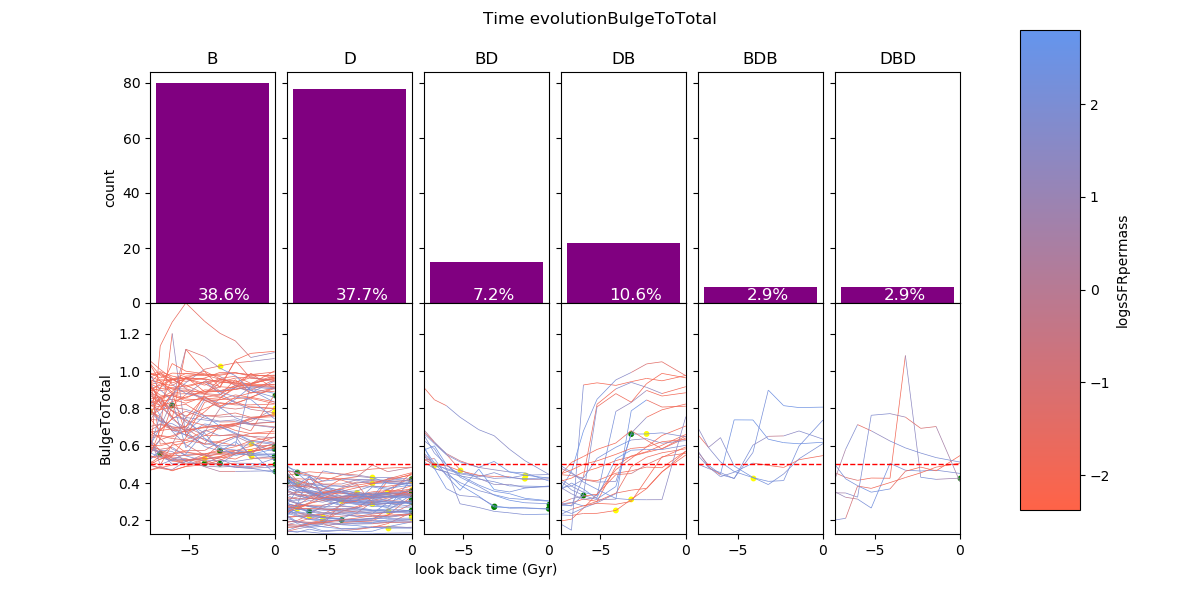 Time evolutionBulgeToTotal
B D BD DB BDB DBD
80
60
40
20
0
count
38.6% 37.7% 7.2% 10.6% 2.9% 2.9%
1.2
1.0
0.8
0.6
0.4
0.2
BulgeToTotal
−5 0 −5 0 −5 0 −5 0 −5 0 −5 0
look back time (Gyr)
2
1
0
−1
−2
logsSFRpermass